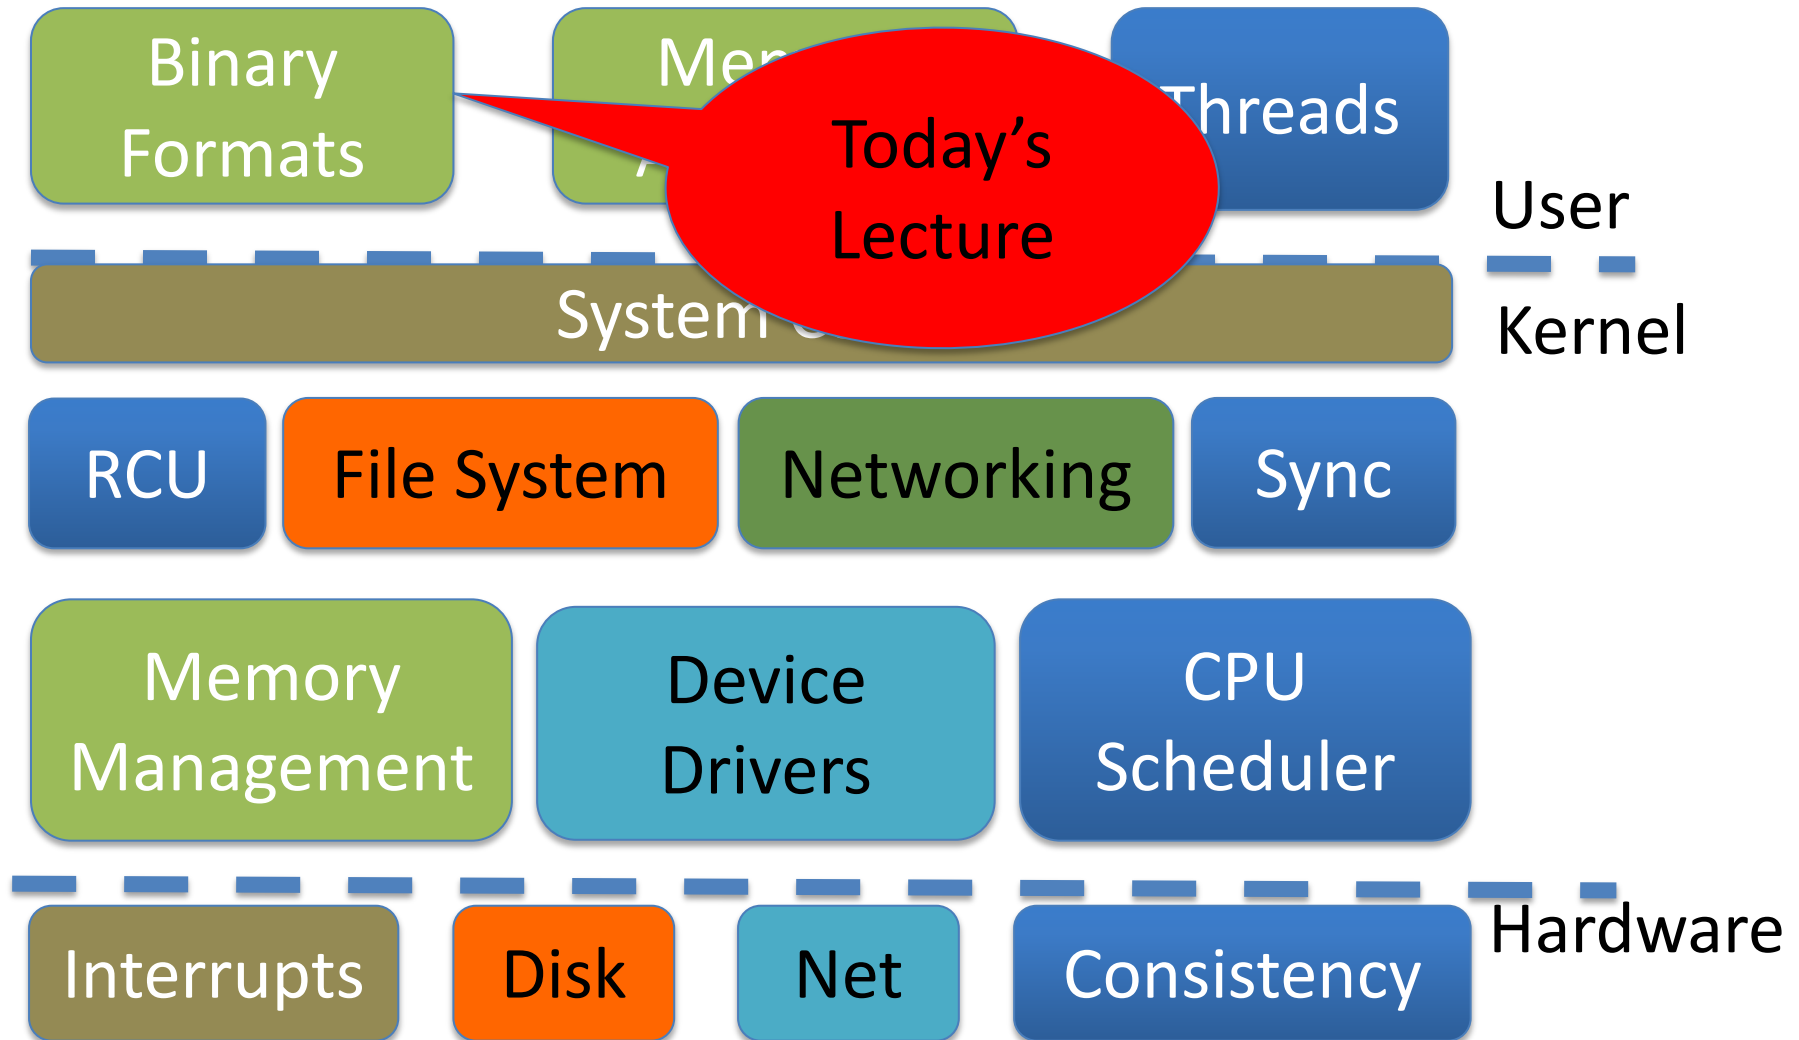 Binary
Formats
Threads
Today’s
Lecture
User
System
Kernel
RCU
File System
Networking
Sync
Memory
Management
Device
Drivers
CPU
Scheduler
Hardware
Interrupts
Disk
Net
Consistency